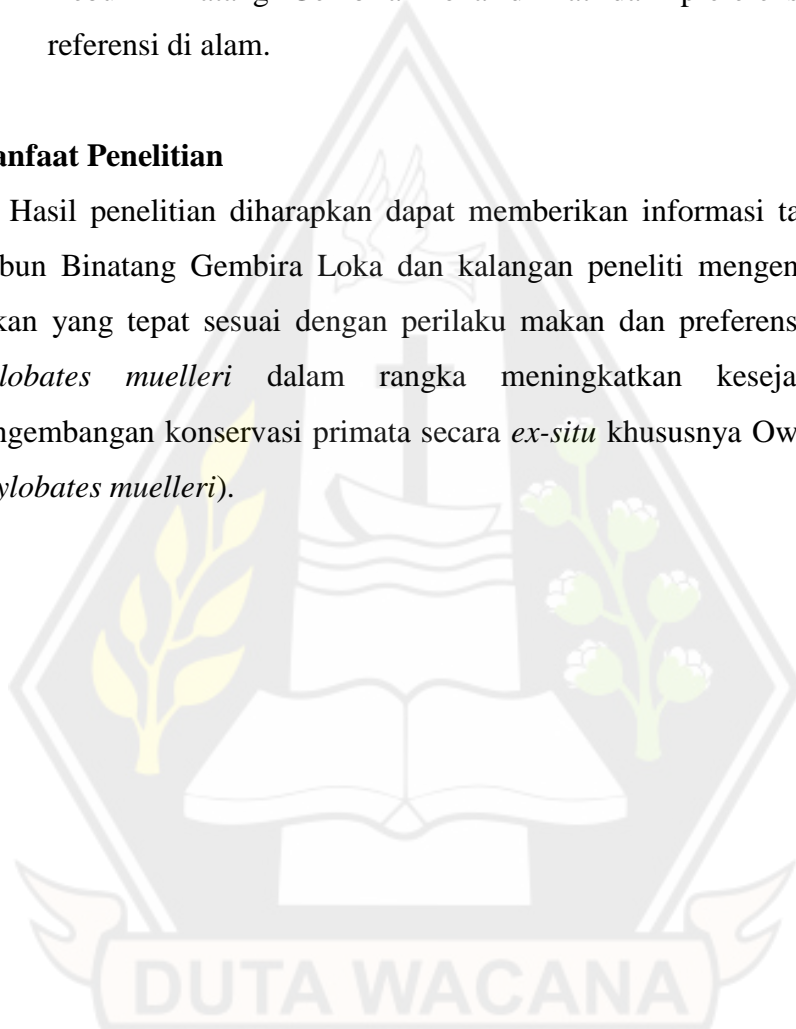 referensi di alam.
anfaat Penelitian
Hasil penelitian diharapkan dapat memberikan informasi ta
bun Binatang Gembira Loka dan kalangan peneliti mengen
kan yang tepat sesuai dengan perilaku makan dan preferens
lobates muelleri dalam rangka meningkatkan keseja
ngembangan konservasi primata secara ex-situ khususnya Ow
ylobates muelleri).
DUTA WACANA